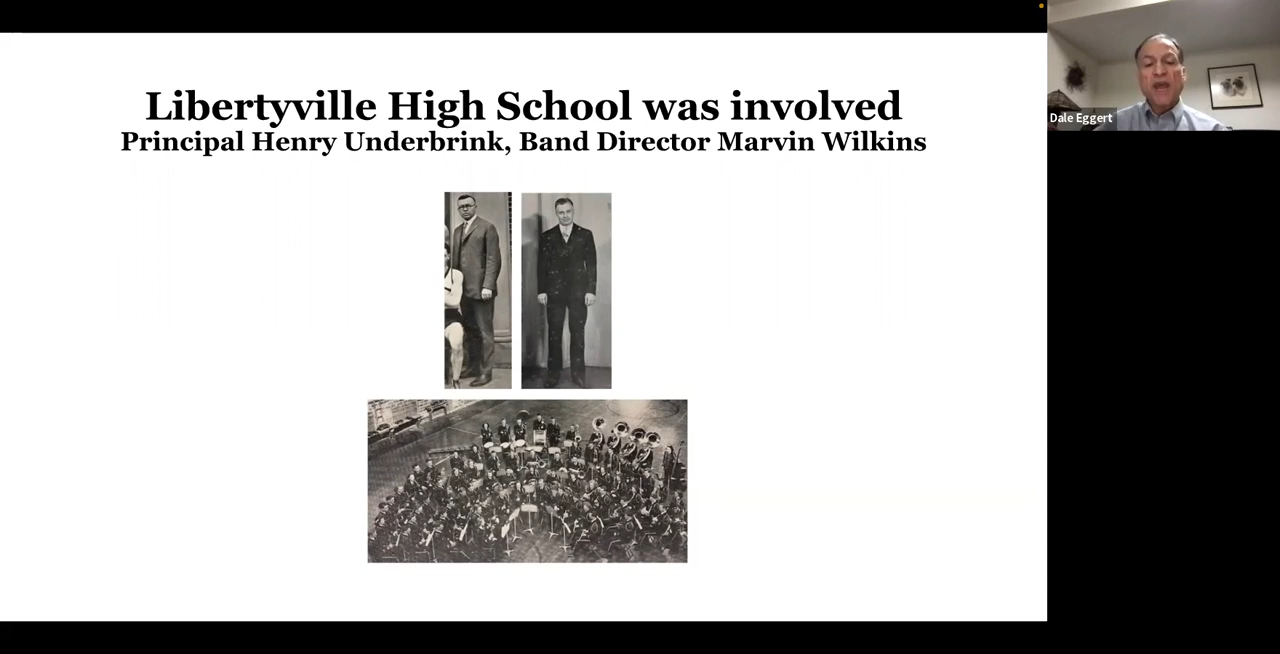 Libertyville High School was involved
Principal Henry Underbrink, Band Director Marvin Wilkins
Dale Eggert